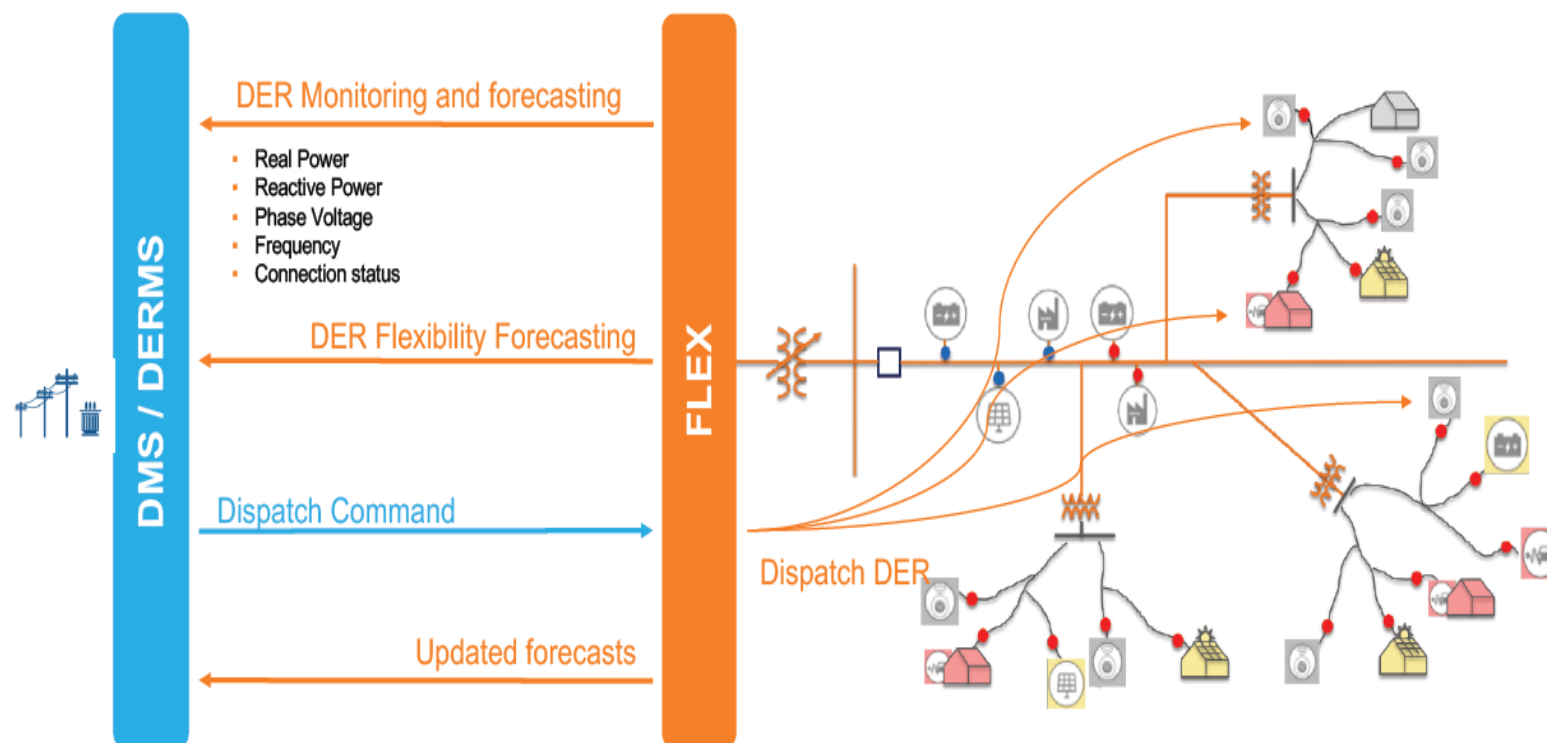 DMS / DERMS
DER Monitoring and forecasting
▪ Real Power
▪ Reactive Power
▪ Phase Voltage
▪ Frequency
▪ Connection status
DER Flexibility Forecasting
Dispatch Command
Updated forecasts
FLEX
Dispatch DER